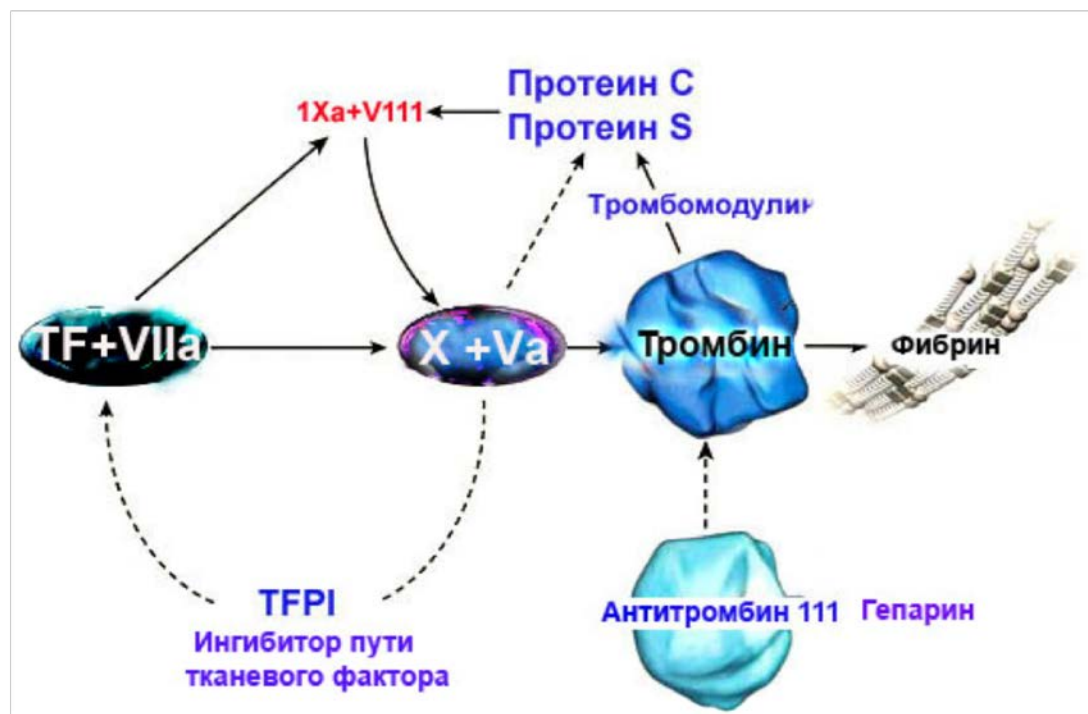 Протеин С
1Xa+V111
Протеин S
Тромбомодулин
TF+VIIa
X +Va
Тромбин
Фибрин
TFPI
Ингибитор пути
тканевого фактора
Антитромбин 111
Гепарин